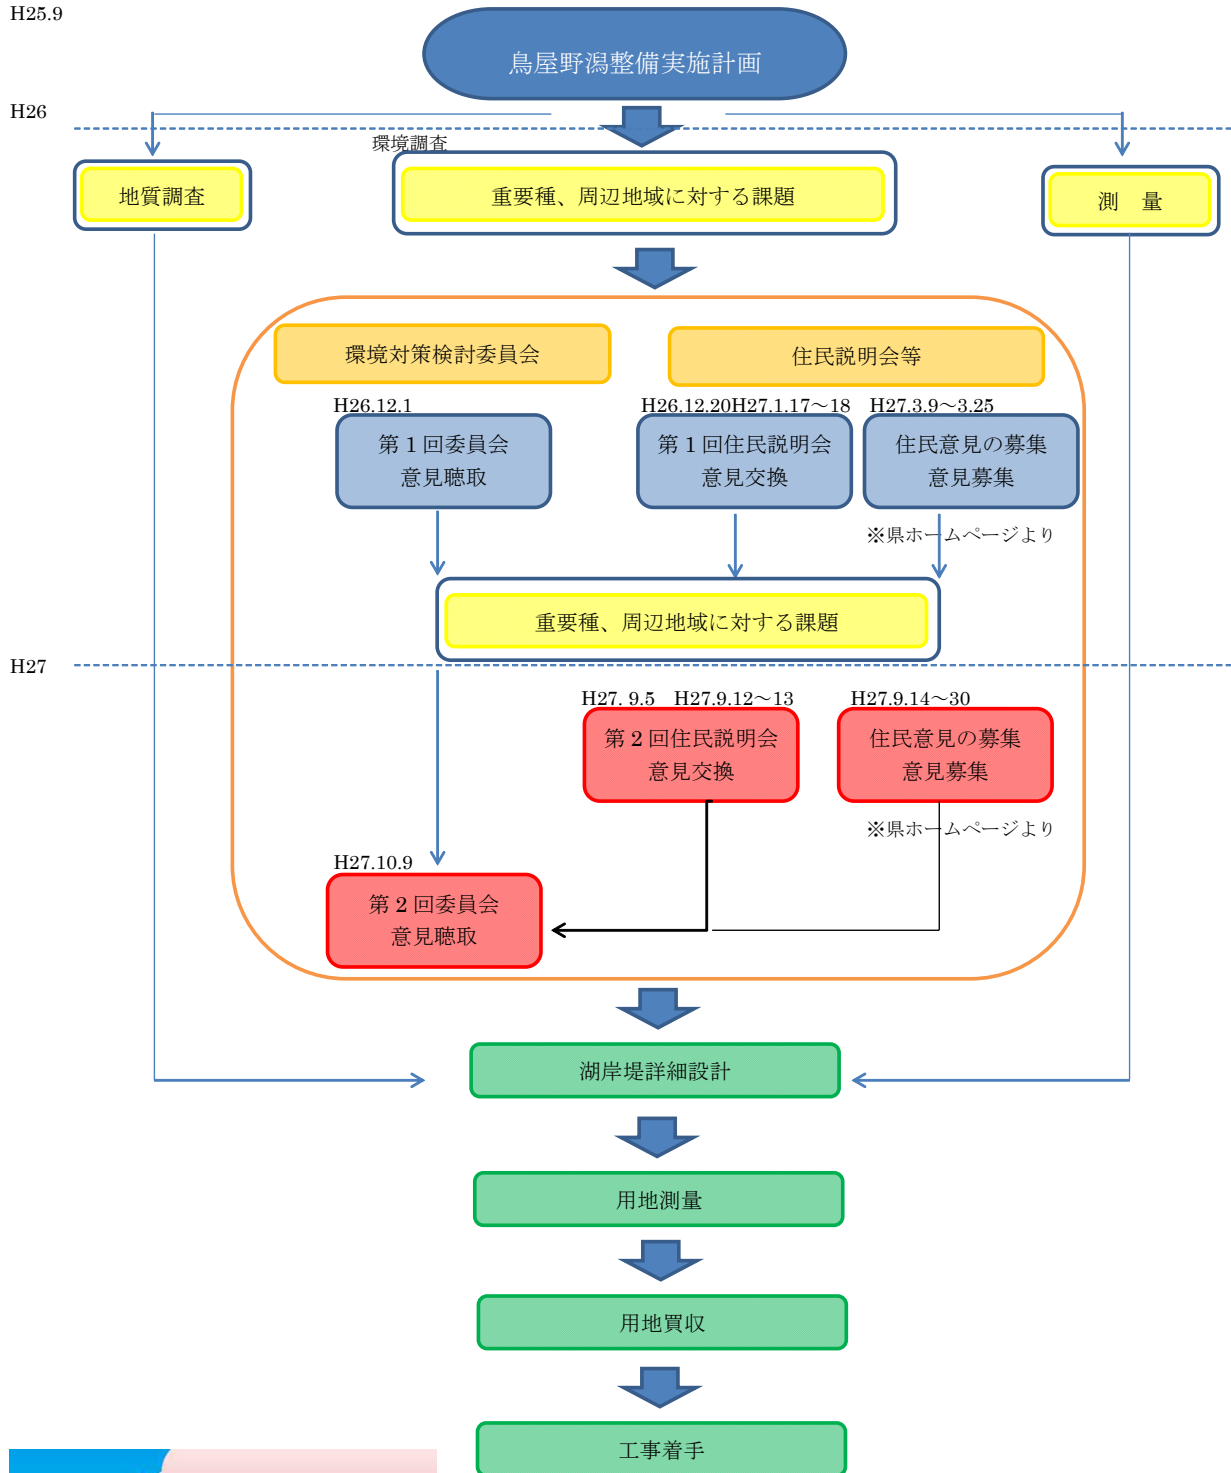 H25.9
鳥屋野潟整備実施計画
H26
環境調査
地質調査
重要種、周辺地域に対する課題
測　量
環境対策検討委員会
住民説明会等
H26.12.1
H26.12.20H27.1.17～18
H27.3.9～3.25
第 1 回委員会
意見聴取
第 1 回住民説明会
意見交換
住民意見の募集
意見募集
※県ホームページより
重要種、周辺地域に対する課題
H27
H27. 9.5　H27.9.12～13
H27.9.14～30
第 2 回住民説明会
意見交換
住民意見の募集
意見募集
※県ホームページより
H27.10.9
第 2 回委員会
意見聴取
湖岸堤詳細設計
用地測量
用地買収
工事着手